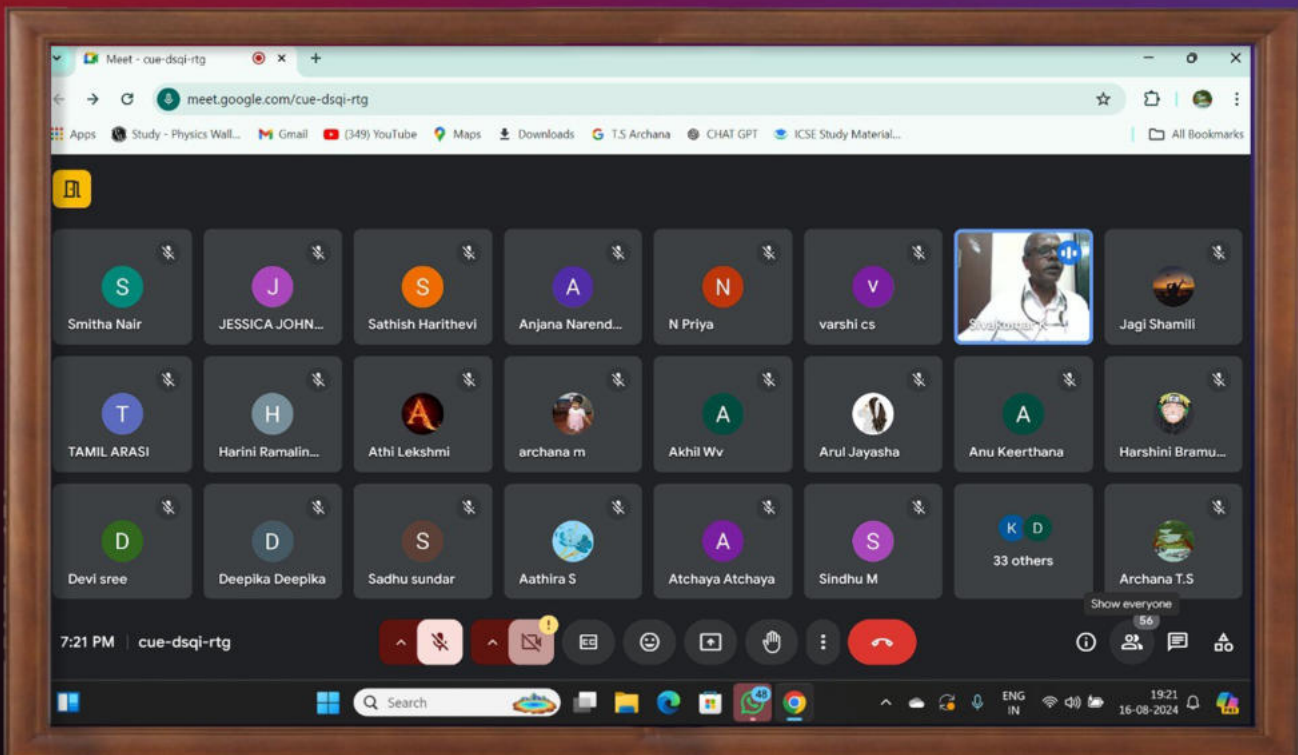 Meet - cue-dsqi-rtg
meet.google.com/cue-dsqi-rtg
Apps Study - Physics Wall... Gmail (349) YouTube Maps Downloads T.S Archana CHAT GPT ICSE Study Material... All Bookmarks
S J S A N V
Smitha Nair JESSICA JOHN... Sathish Harithevi Anjana Narend... N Priya varshi cs Sivakumar K Jagi Shamili
T H A A A
TAMIL ARASI Harini Ramalin... Athi Lekshmi archana m Akhil Wv Arul Jayasha Anu Keerthana Harshini Bramu...
D D S A S K D
33 others
Devi sree Deepika Deepika Sadhu sundar Aathira S Atchaya Atchaya Sindhu M Archana T.S
Show everyone
56
7:21 PM cue-dsqi-rtg
Search 48 ENG 19:21
IN 16-08-2024